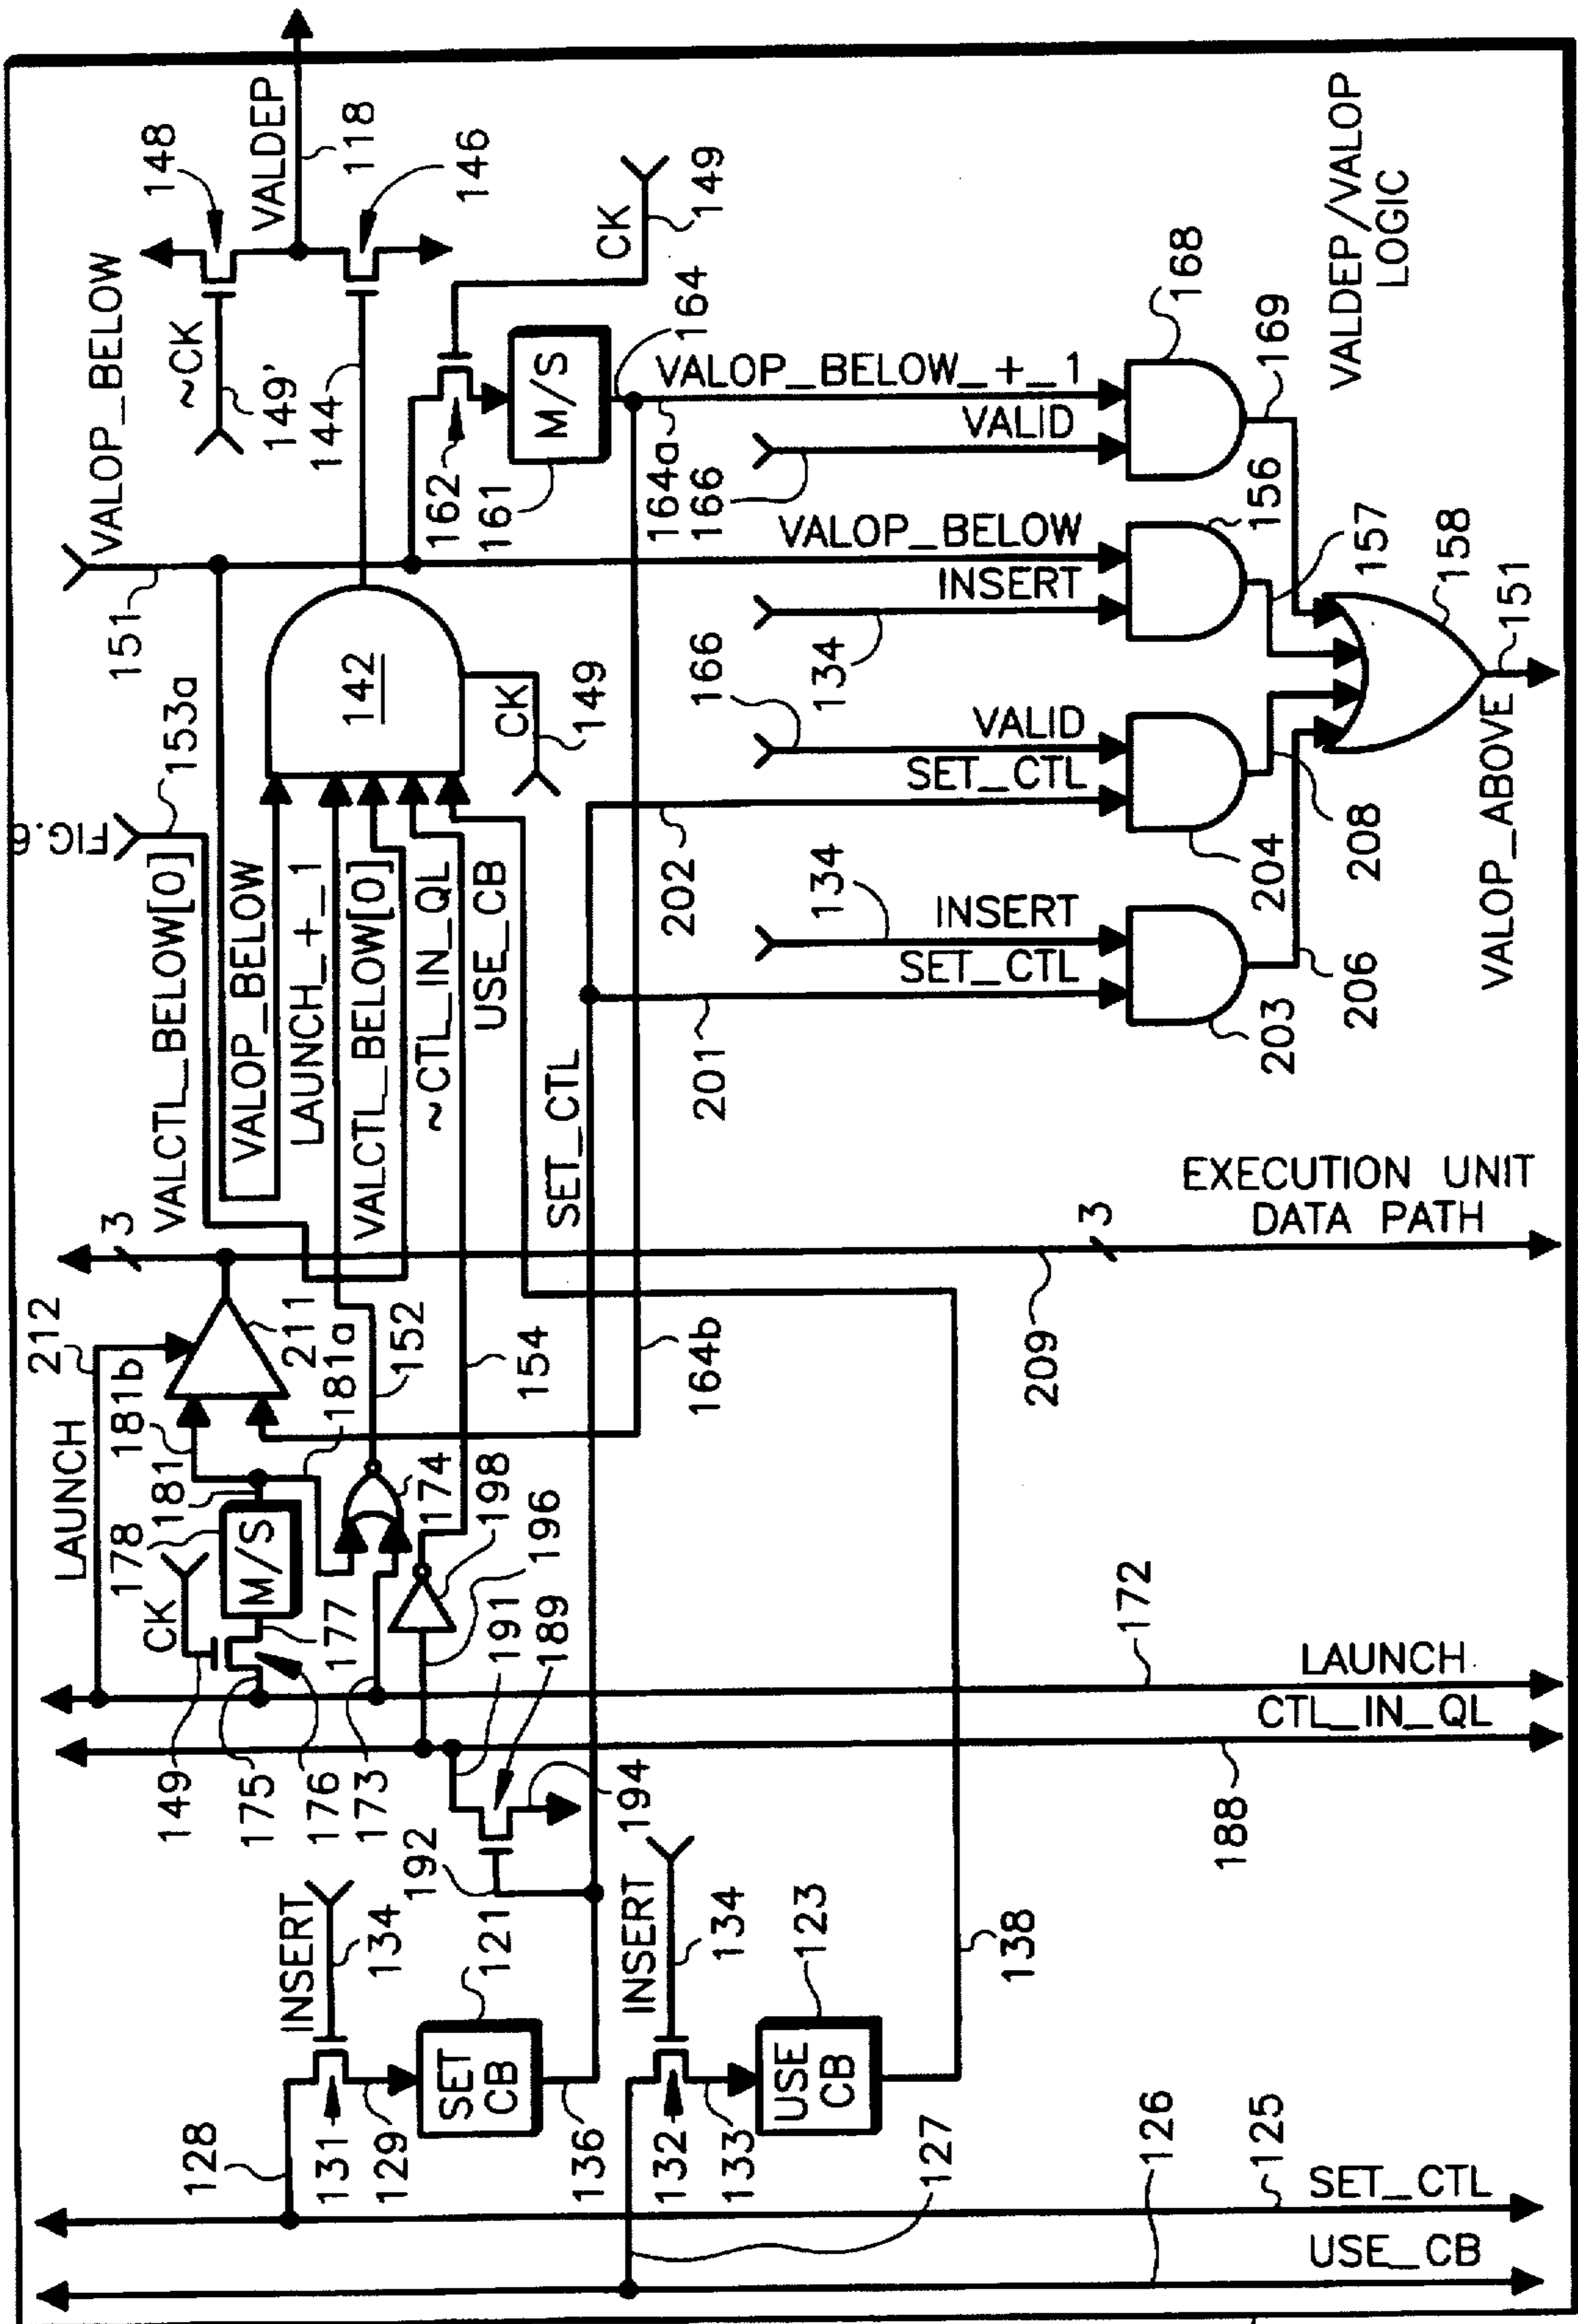 VALDEP
148
118
146
~CK
149'
144
VALOP_BELOW
CK
149
162
161
M/S
164
164a
VALOP_BELOW_+_1
VALID
166
168
169
VALDEP/VALOP
LOGIC
151
VALOP_BELOW
INSERT
134
156
157
158
151
VALOP_ABOVE
142
CK
149
153a
FIG.6
VALCTL_BELOW[0]
VALOP_BELOW
LAUNCH_+_1
VALCTL_BELOW[0]
~CTL_IN_QL
USE_CB
SET_CTL
166
VALID
SET_CTL
202
204
208
134
INSERT
SET_CTL
201
203
206
3
3
EXECUTION UNIT
DATA PATH
209
212
LAUNCH
181b
181
211
181a
152
154
164b
178
M/S
CK
177
174
198
196
191
189
149
175
176
173
172
LAUNCH
CTL_IN_QL
188
192
194
INSERT
134
121
SET
CB
128
131
129
136
INSERT
134
123
USE
CB
132
133
138
127
126
125
SET_CTL
USE_CB